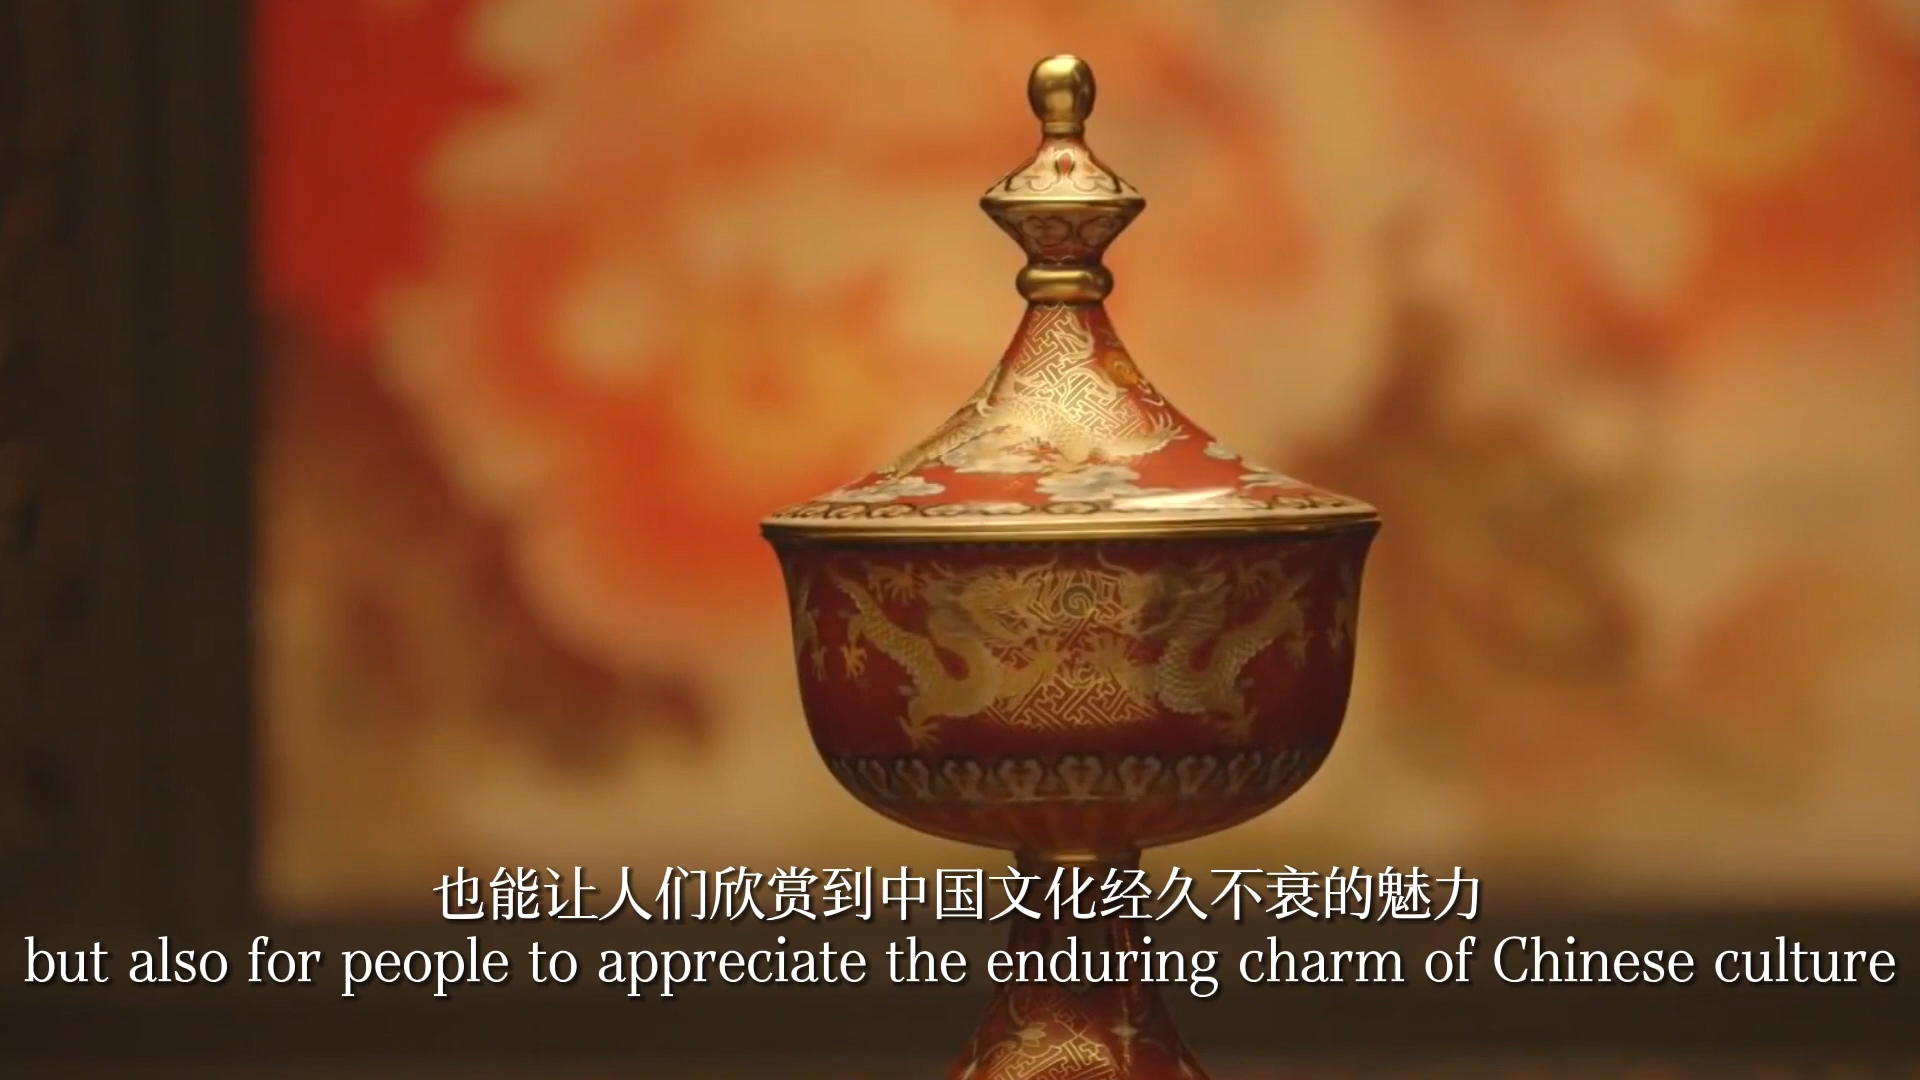 也能让人们欣赏到中国文化经久不衰的魅力
but also for people to appreciate the enduring charm of Chinese culture